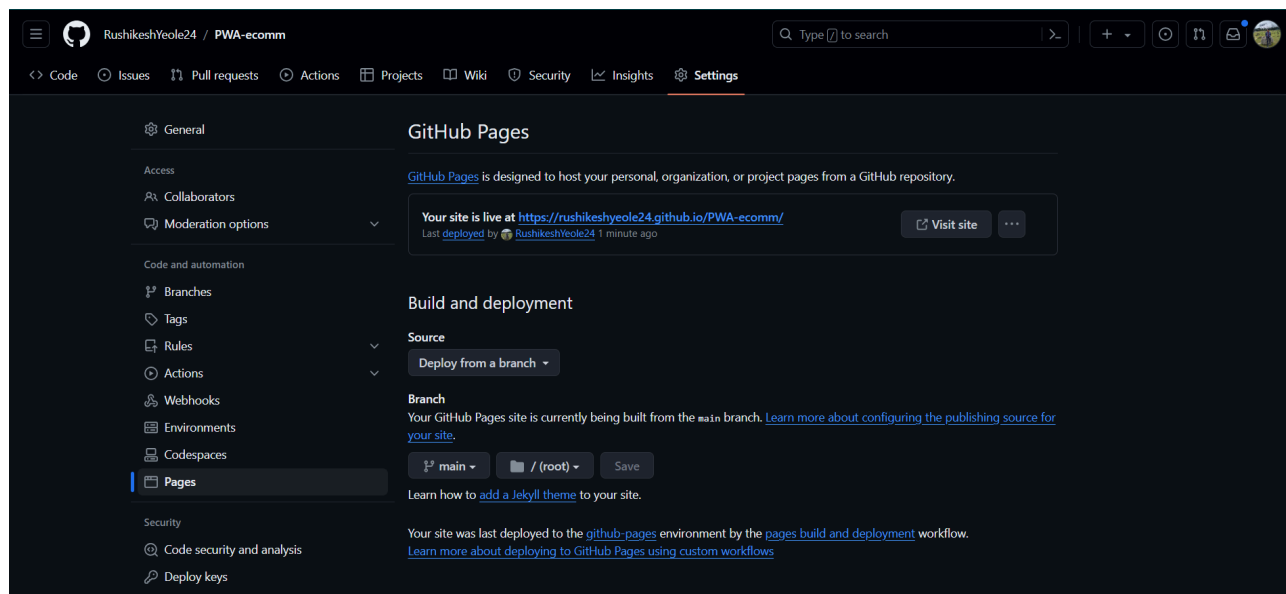 RushikeshYeole24 / PWA-ecomm
Type / to search
Code
Issues
Pull requests
Actions
Projects
Wiki
Security
Insights
Settings
General
Access
Collaborators
Moderation options
Code and automation
Branches
Tags
Rules
Actions
Webhooks
Environments
Codespaces
Pages
Security
Code security and analysis
Deploy keys
GitHub Pages
GitHub Pages is designed to host your personal, organization, or project pages from a GitHub repository.
Your site is live at https://rushikeshyeole24.github.io/PWA-ecomm/
Last deployed by RushikeshYeole24 1 minute ago
Visit site
Build and deployment
Source
Deploy from a branch
Branch
Your GitHub Pages site is currently being built from the main branch. Learn more about configuring the publishing source for
your site.
main
/ (root)
Save
Learn how to add a Jekyll theme to your site.
Your site was last deployed to the github-pages environment by the pages build and deployment workflow.
Learn more about deploying to GitHub Pages using custom workflows